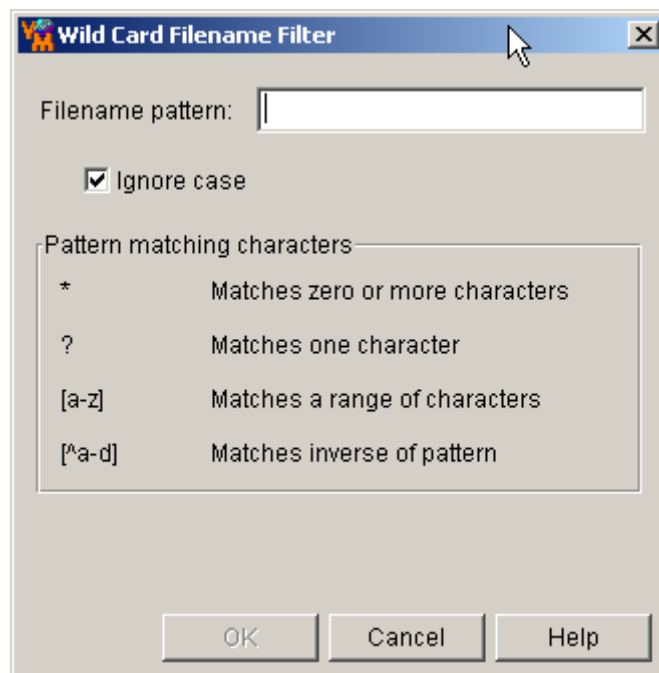 Wild Card Filename Filter
Filename pattern:
Ignore case
Pattern matching characters
* Matches zero or more characters
? Matches one character
[a-z] Matches a range of characters
[^a-d] Matches inverse of pattern
OK Cancel Help